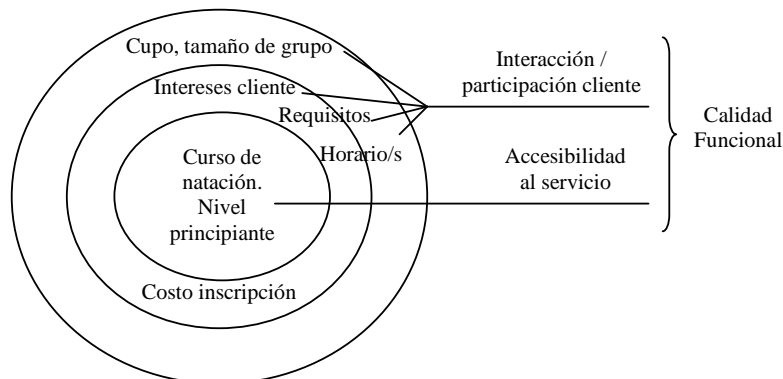 Cupo, tamaño de grupo
Intereses cliente
Requisitos
Horario/s
Curso de
natación.
Nivel
principiante
Costo inscripción
Interacción /
participación cliente
Accesibilidad
al servicio
Calidad
Funcional